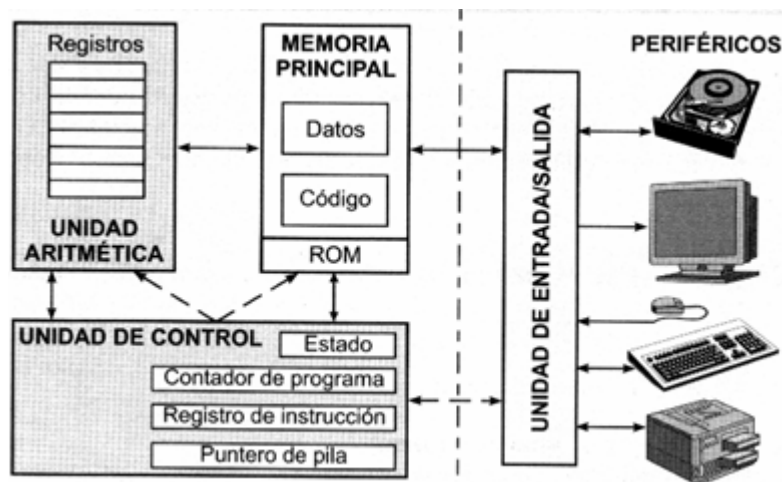 Registros
UNIDAD
ARITMÉTICA
MEMORIA
PRINCIPAL
Datos
Código
ROM
UNIDAD DE CONTROL
Estado
Contador de programa
Registro de instrucción
Puntero de pila
UNIDAD DE ENTRADA/SALIDA
PERIFÉRICOS